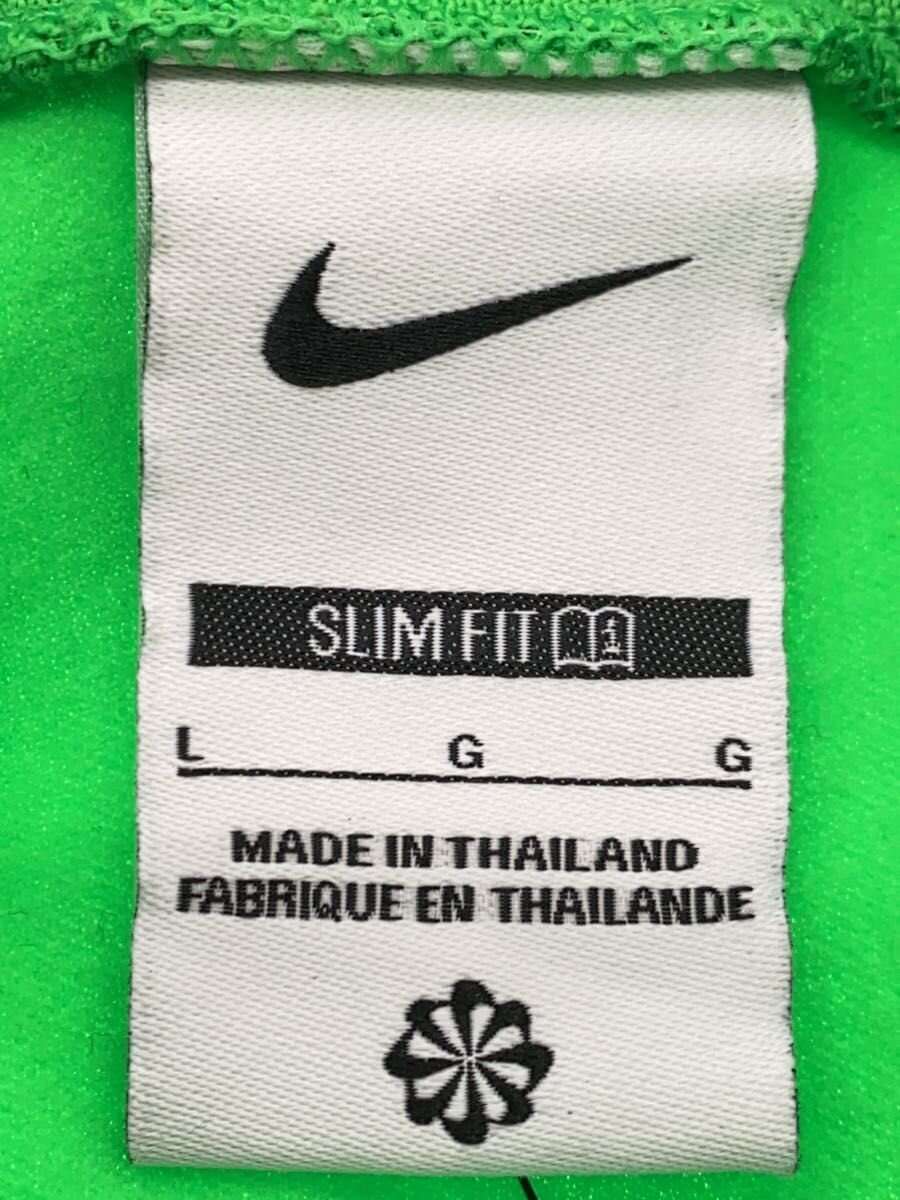 SLIM FIT
L G G
MADE IN THAILAND
FABRIQUE EN THAILANDE